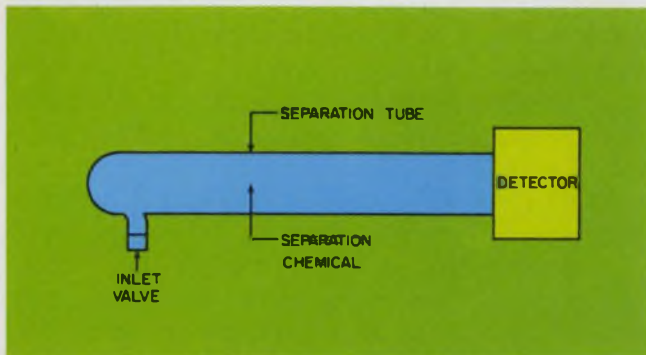 SEPARATION TUBE
DETECTOR
SEPARATION
CHEMICAL
INLET
VALVE